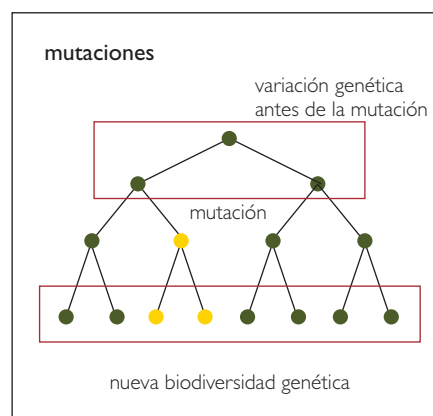 mutaciones
variación genética
antes de la mutación
mutación
nueva biodiversidad genética